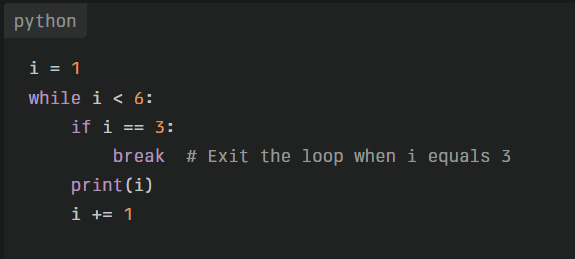 python
i = 1
while i < 6:
    if i == 3:
        break  # Exit the loop when i equals 3
    print(i)
    i += 1